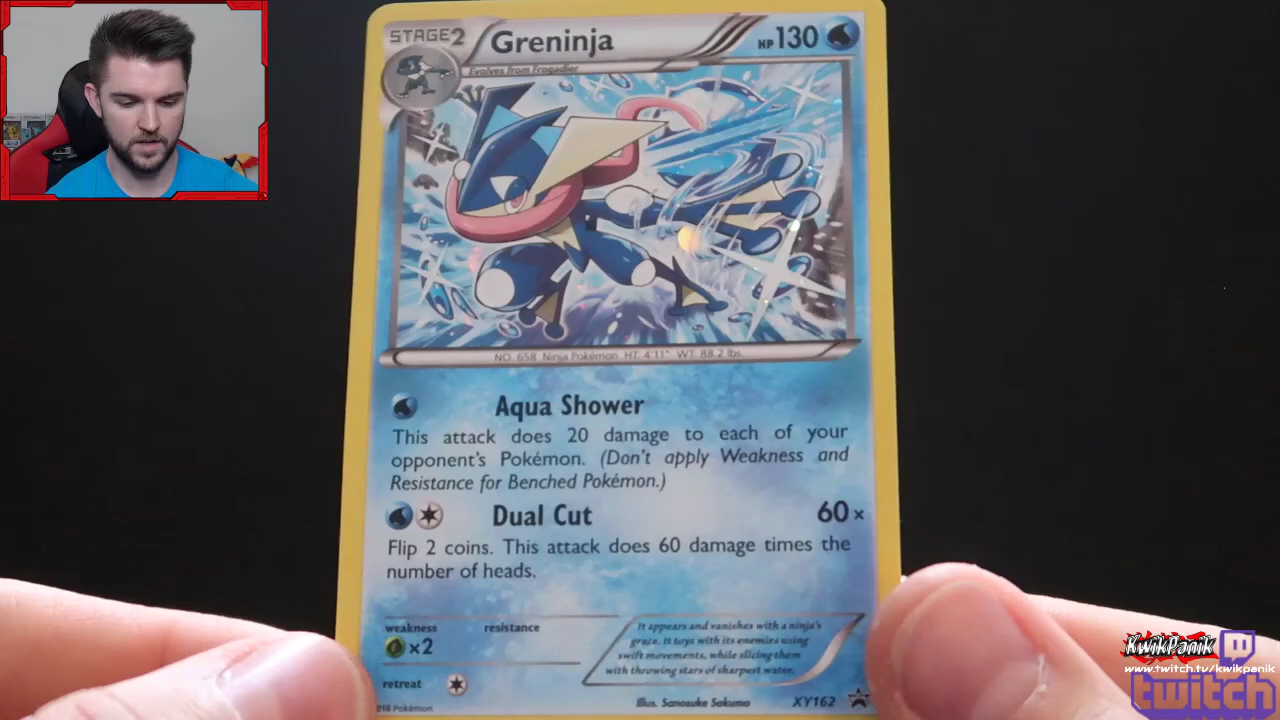 STAGE2
Greninja
HP130
Evolves from Frogadier
NO. 658 Ninja Pokémon HT: 4'11" WT: 88.2 lbs.
Aqua Shower
This attack does 20 damage to each of your
opponent's Pokémon. (Don't apply Weakness and
Resistance for Benched Pokémon.)
Dual Cut 60×
Flip 2 coins. This attack does 60 damage times the
number of heads.
weakness resistance
×2
It appears and vanishes with a ninja's
grace. It toys with its enemies using
swift movements, while slicing them
with throwing stars of sharpest water.
retreat
Pokémon
Illus. Sanosuke Sakuma
XY162
KwikPanik
www.twitch.tv/kwikpanik
twitch